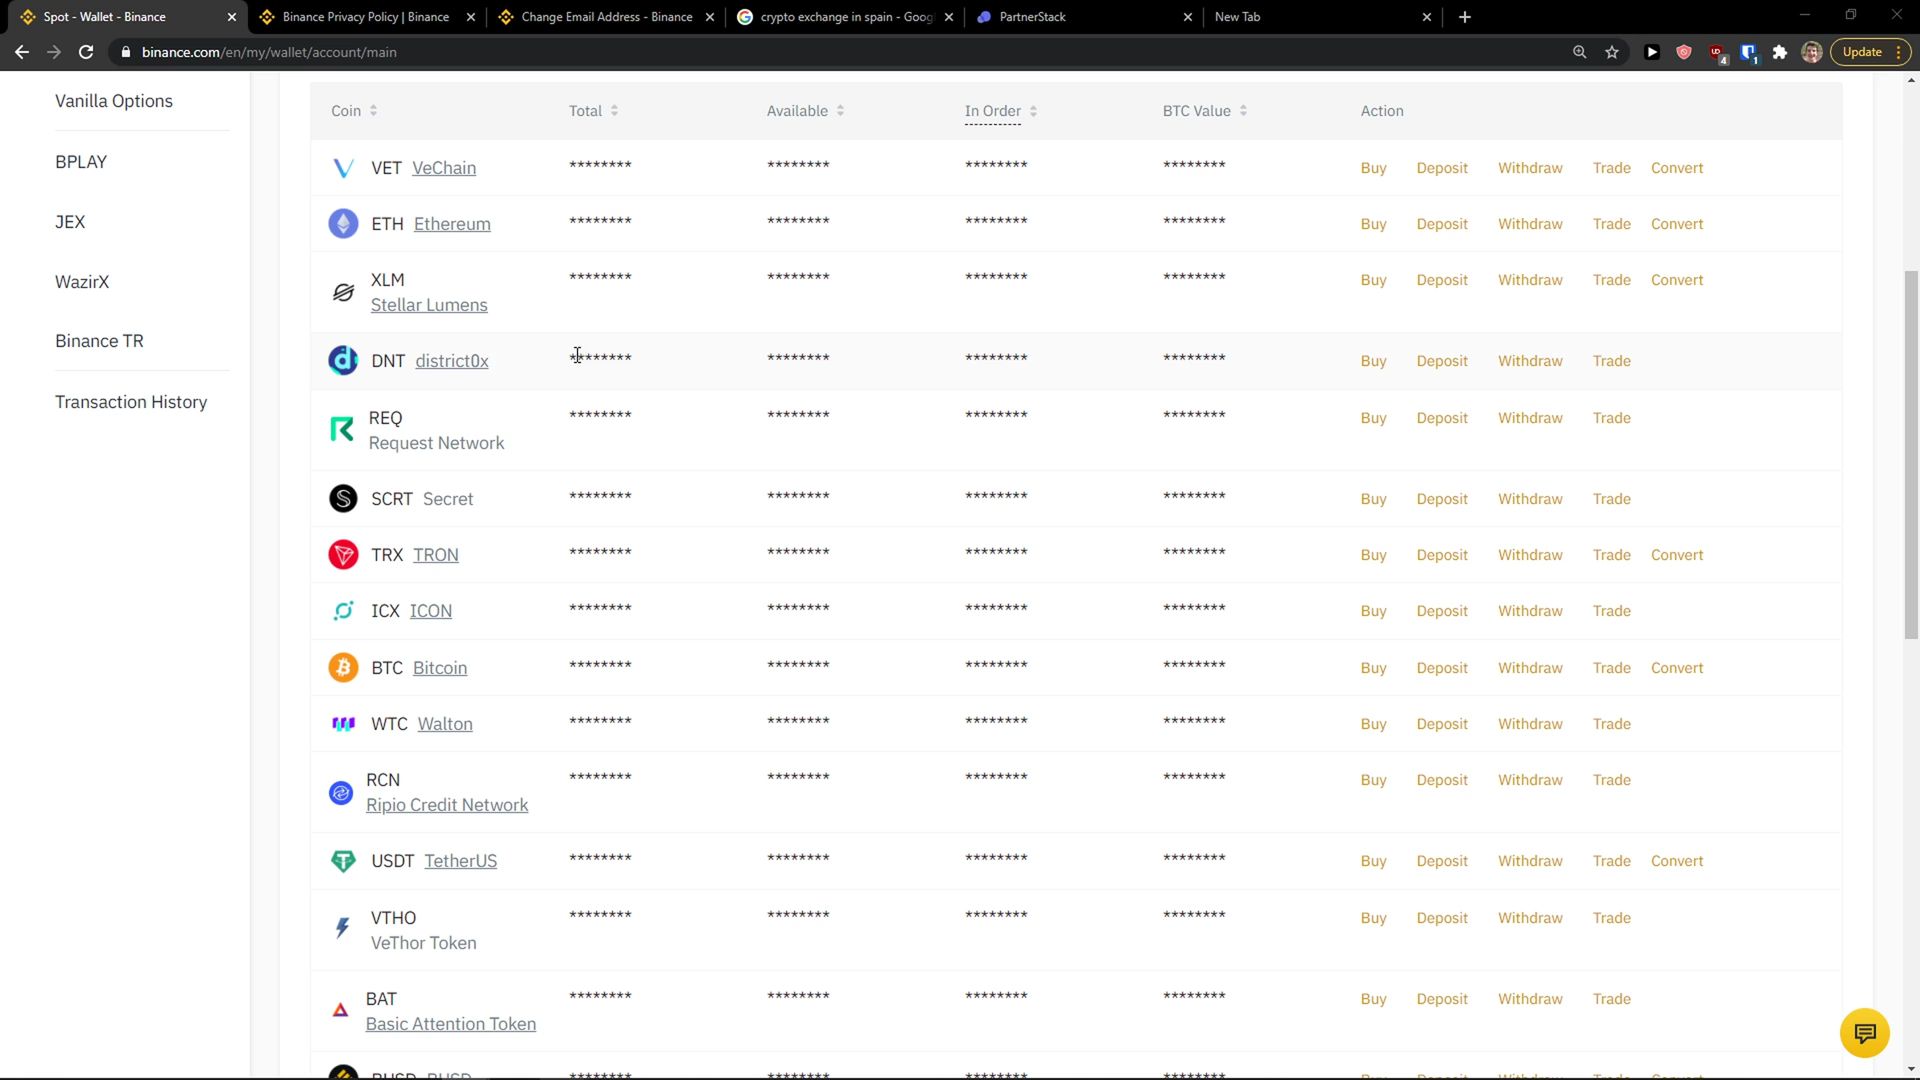 Spot - Wallet - Binance
Binance Privacy Policy | Binance
Change Email Address - Binance
crypto exchange in spain - Goog
PartnerStack
New Tab
binance.com/en/my/wallet/account/main
4
1
Update
Vanilla Options
BPLAY
JEX
WazirX
Binance TR
Transaction History
Coin Total Available In Order BTC Value Action
VET VeChain ******** ******** ******** ******** Buy Deposit Withdraw Trade Convert
ETH Ethereum ******** ******** ******** ******** Buy Deposit Withdraw Trade Convert
XLM ******** ******** ******** ******** Buy Deposit Withdraw Trade Convert
Stellar Lumens
DNT district0x ******** ******** ******** ******** Buy Deposit Withdraw Trade
REQ ******** ******** ******** ******** Buy Deposit Withdraw Trade
Request Network
SCRT Secret ******** ******** ******** ******** Buy Deposit Withdraw Trade
TRX TRON ******** ******** ******** ******** Buy Deposit Withdraw Trade Convert
ICX ICON ******** ******** ******** ******** Buy Deposit Withdraw Trade
BTC Bitcoin ******** ******** ******** ******** Buy Deposit Withdraw Trade Convert
WTC Walton ******** ******** ******** ******** Buy Deposit Withdraw Trade
RCN ******** ******** ******** ******** Buy Deposit Withdraw Trade
Ripio Credit Network
USDT TetherUS ******** ******** ******** ******** Buy Deposit Withdraw Trade Convert
VTHO ******** ******** ******** ******** Buy Deposit Withdraw Trade
VeThor Token
BAT ******** ******** ******** ******** Buy Deposit Withdraw Trade
Basic Attention Token